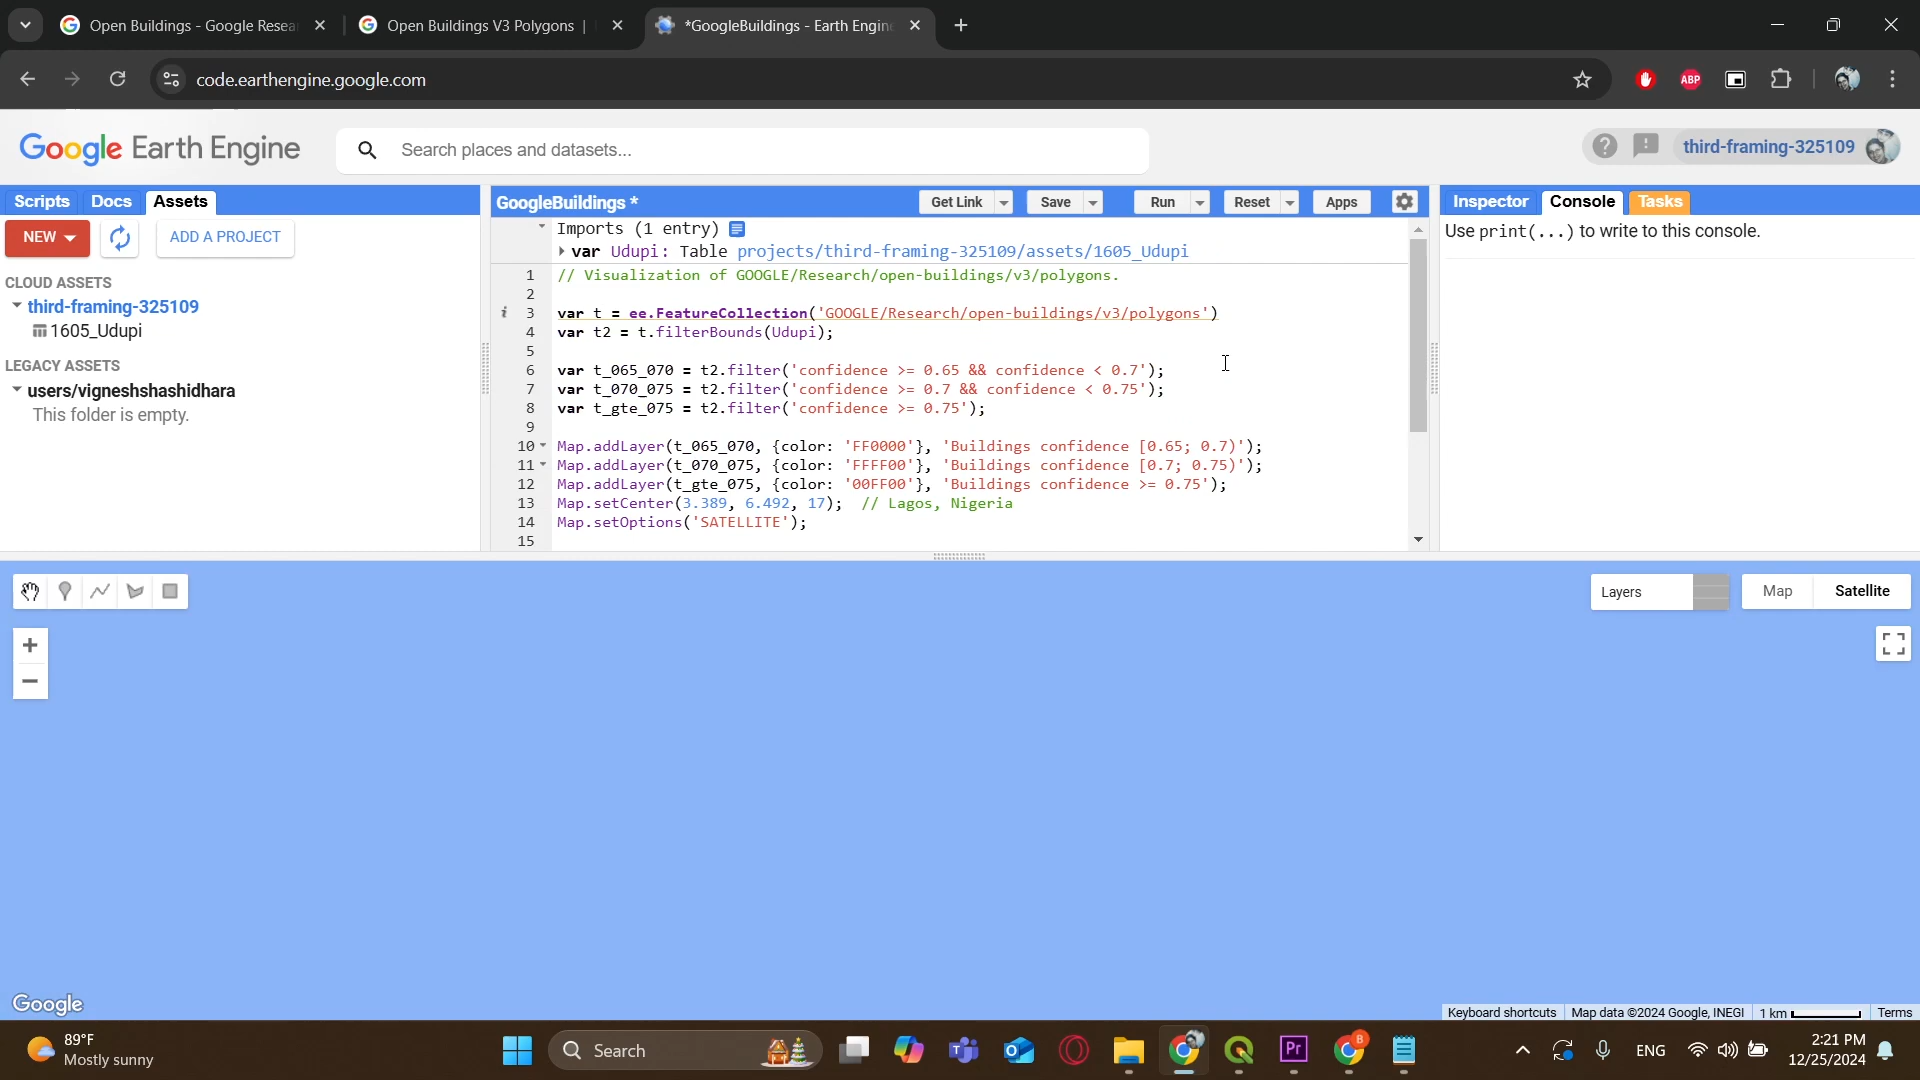 Open Buildings - Google Resea
Open Buildings V3 Polygons |
*GoogleBuildings - Earth Engin
code.earthengine.google.com
ABP
Google Earth Engine
Search places and datasets...
third-framing-325109
Scripts
Docs
Assets
NEW
ADD A PROJECT
CLOUD ASSETS
third-framing-325109
1605_Udupi
LEGACY ASSETS
users/vigneshshashidhara
This folder is empty.
GoogleBuildings *
Get Link
Save
Run
Reset
Apps
Imports (1 entry)
var Udupi: Table projects/third-framing-325109/assets/1605_Udupi
1 // Visualization of GOOGLE/Research/open-buildings/v3/polygons.
2
i 3 var t = ee.FeatureCollection('GOOGLE/Research/open-buildings/v3/polygons')
4 var t2 = t.filterBounds(Udupi);
5
6 var t_065_070 = t2.filter('confidence >= 0.65 && confidence < 0.7');
7 var t_070_075 = t2.filter('confidence >= 0.7 && confidence < 0.75');
8 var t_gte_075 = t2.filter('confidence >= 0.75');
9
10 Map.addLayer(t_065_070, {color: 'FF0000'}, 'Buildings confidence [0.65; 0.7)');
11 Map.addLayer(t_070_075, {color: 'FFFF00'}, 'Buildings confidence [0.7; 0.75)');
12 Map.addLayer(t_gte_075, {color: '00FF00'}, 'Buildings confidence >= 0.75');
13 Map.setCenter(3.389, 6.492, 17); // Lagos, Nigeria
14 Map.setOptions('SATELLITE');
15
Inspector
Console
Tasks
Use print(...) to write to this console.
Layers
Map
Satellite
Google
Keyboard shortcuts
Map data ©2024 Google, INEGI
1 km
Terms
89°F
Mostly sunny
Search
Pr
B
ENG
2:21 PM
12/25/2024